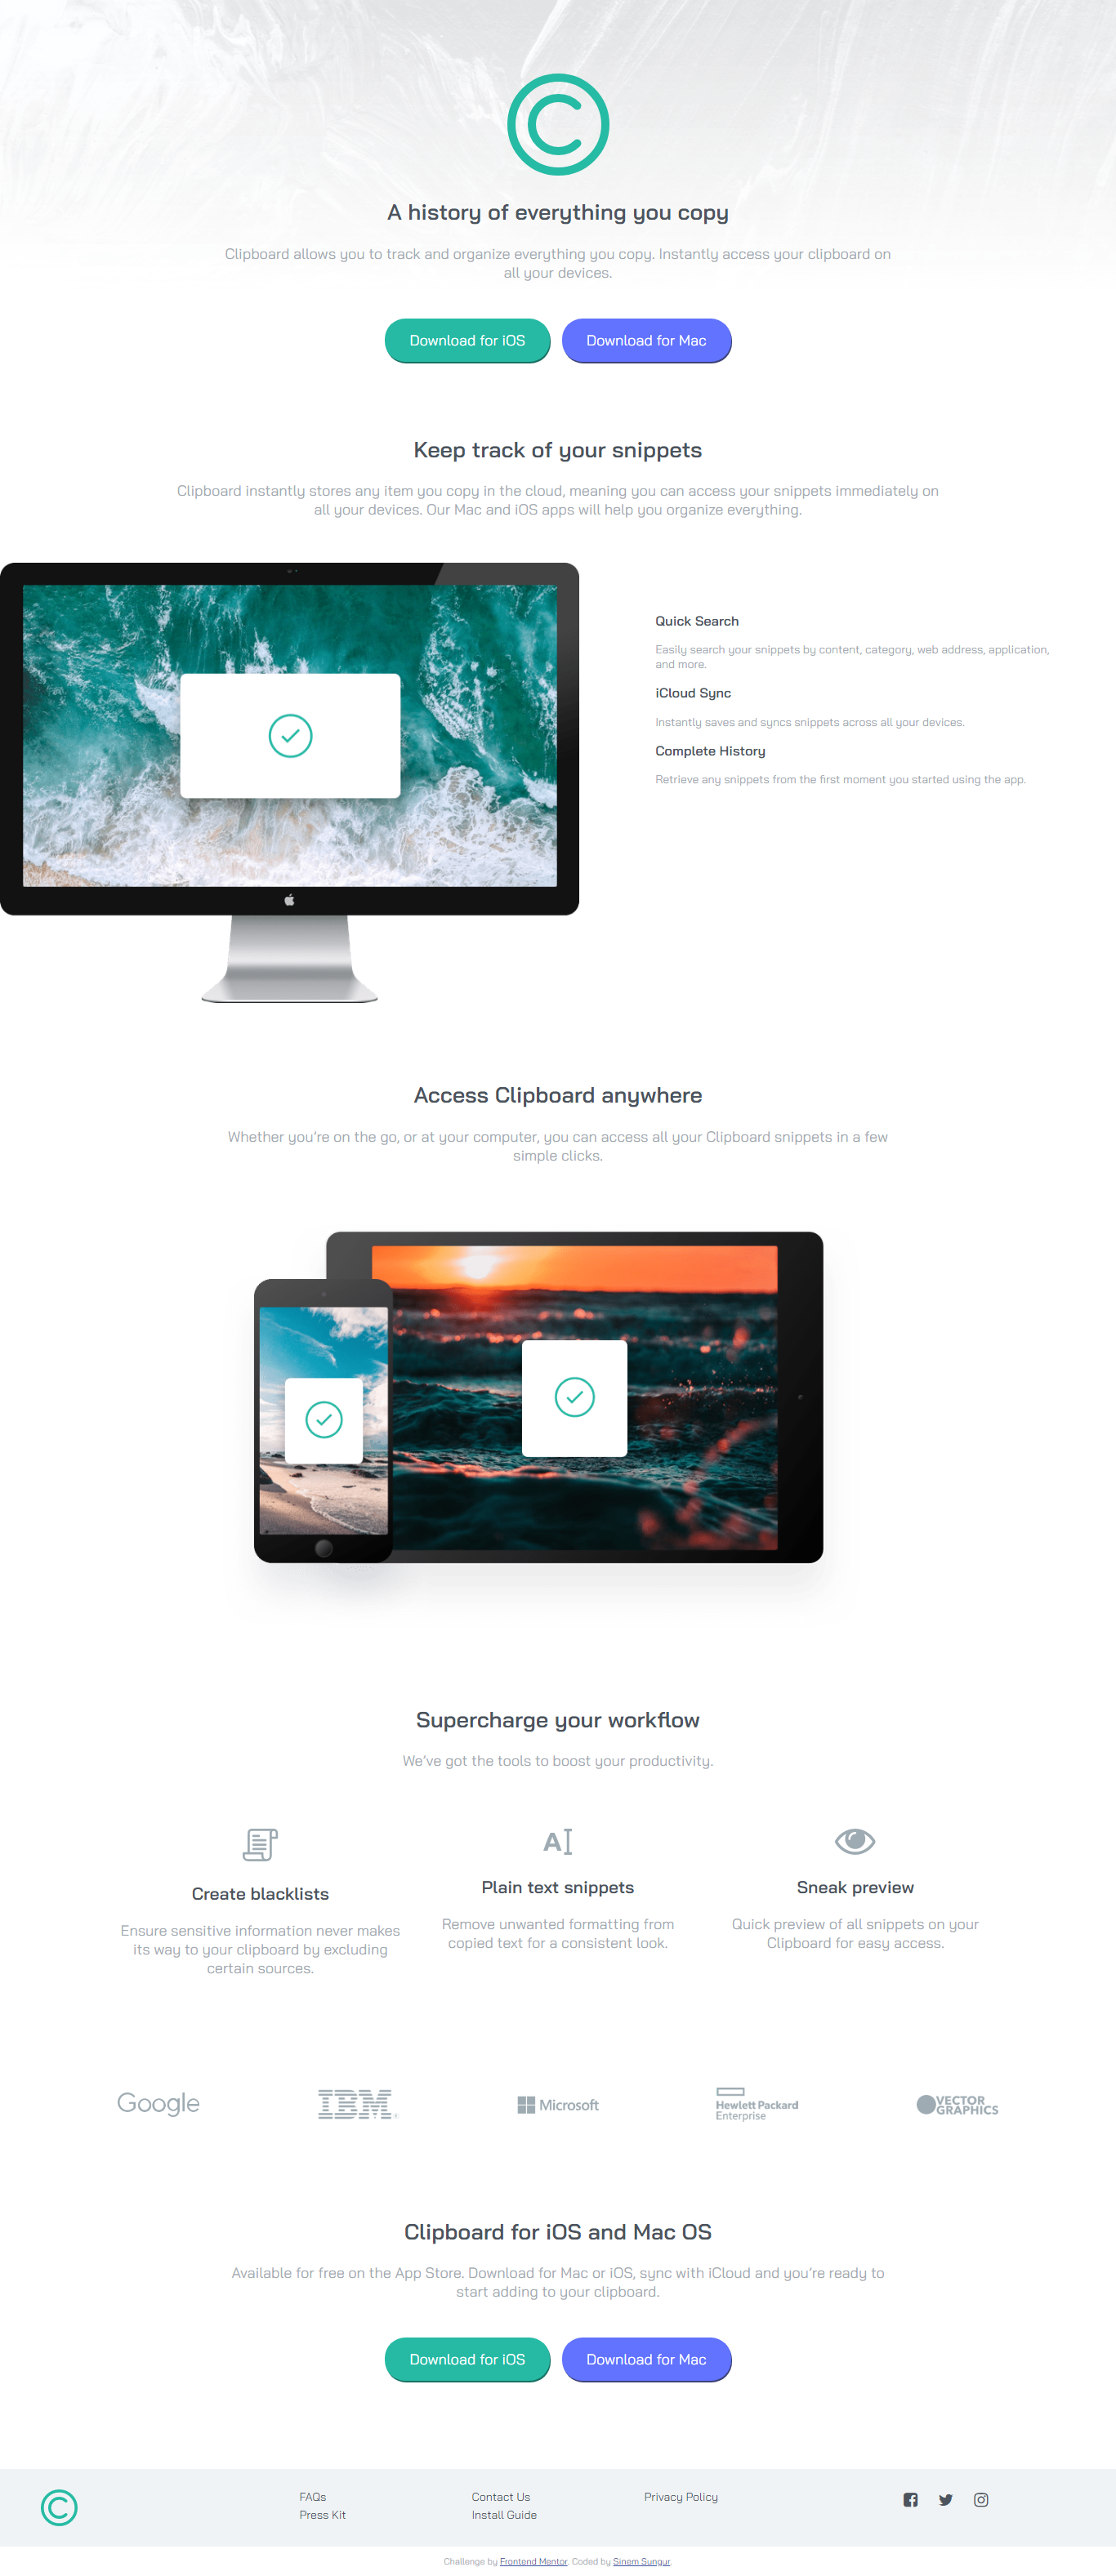 A history of everything you copy
Clipboard allows you to track and organize everything you copy. Instantly access your clipboard on
all your devices.
Download for iOS
Download for Mac
Keep track of your snippets
Clipboard instantly stores any item you copy in the cloud, meaning you can access your snippets immediately on
all your devices. Our Mac and iOS apps will help you organize everything.
Quick Search
Easily search your snippets by content, category, web address, application,
and more.
iCloud Sync
Instantly saves and syncs snippets across all your devices.
Complete History
Retrieve any snippets from the first moment you started using the app.
Access Clipboard anywhere
Whether you’re on the go, or at your computer, you can access all your Clipboard snippets in a few
simple clicks.
Supercharge your workflow
We’ve got the tools to boost your productivity.
Create blacklists
Ensure sensitive information never makes
its way to your clipboard by excluding
certain sources.
Plain text snippets
Remove unwanted formatting from
copied text for a consistent look.
Sneak preview
Quick preview of all snippets on your
Clipboard for easy access.
Google
IBM®
Microsoft
Hewlett Packard
Enterprise
VECTOR
GRAPHICS
Clipboard for iOS and Mac OS
Available for free on the App Store. Download for Mac or iOS, sync with iCloud and you’re ready to
start adding to your clipboard.
Download for iOS
Download for Mac
FAQs
Press Kit
Contact Us
Install Guide
Privacy Policy
Challenge by Frontend Mentor. Coded by Sinem Sungur.